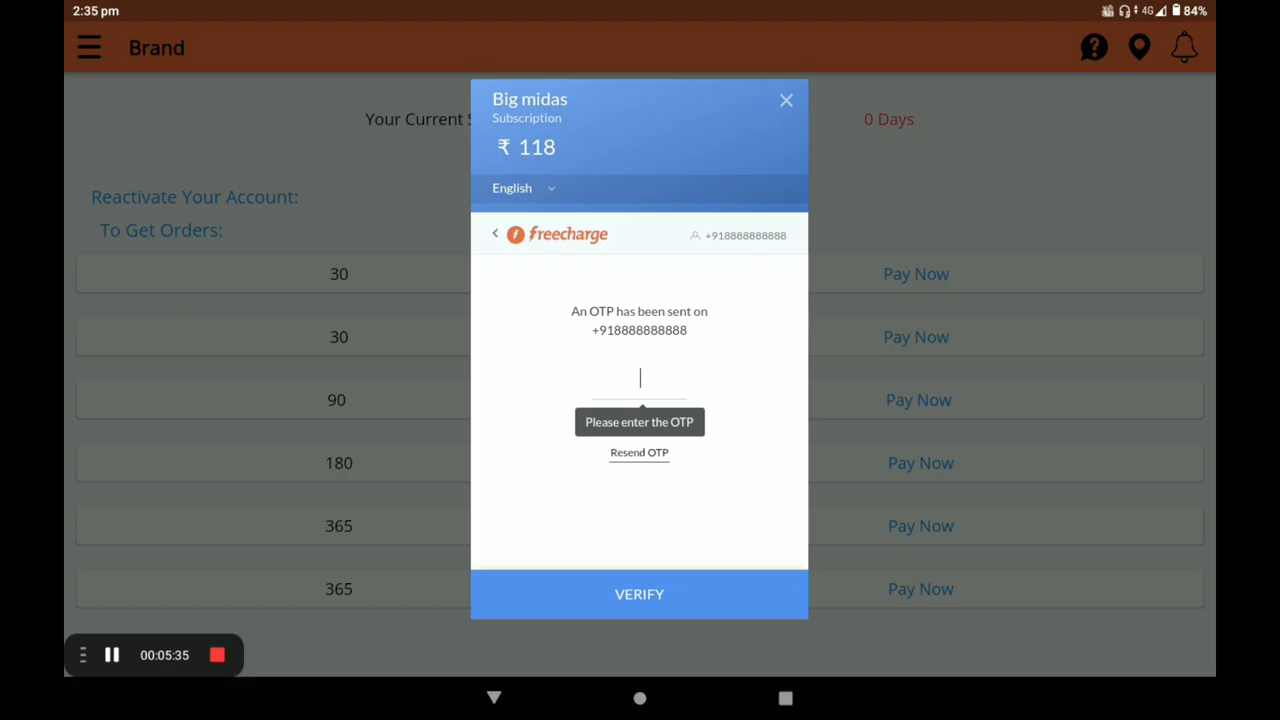 2:35 pm
4G 84%
Brand
Your Current S
0 Days
Big midas
Subscription
₹ 118
English
Reactivate Your Account:
To Get Orders:
freecharge
+918888888888
An OTP has been sent on
+918888888888
Please enter the OTP
Resend OTP
VERIFY
30 Pay Now
30 Pay Now
90 Pay Now
180 Pay Now
365 Pay Now
365 Pay Now
00:05:35